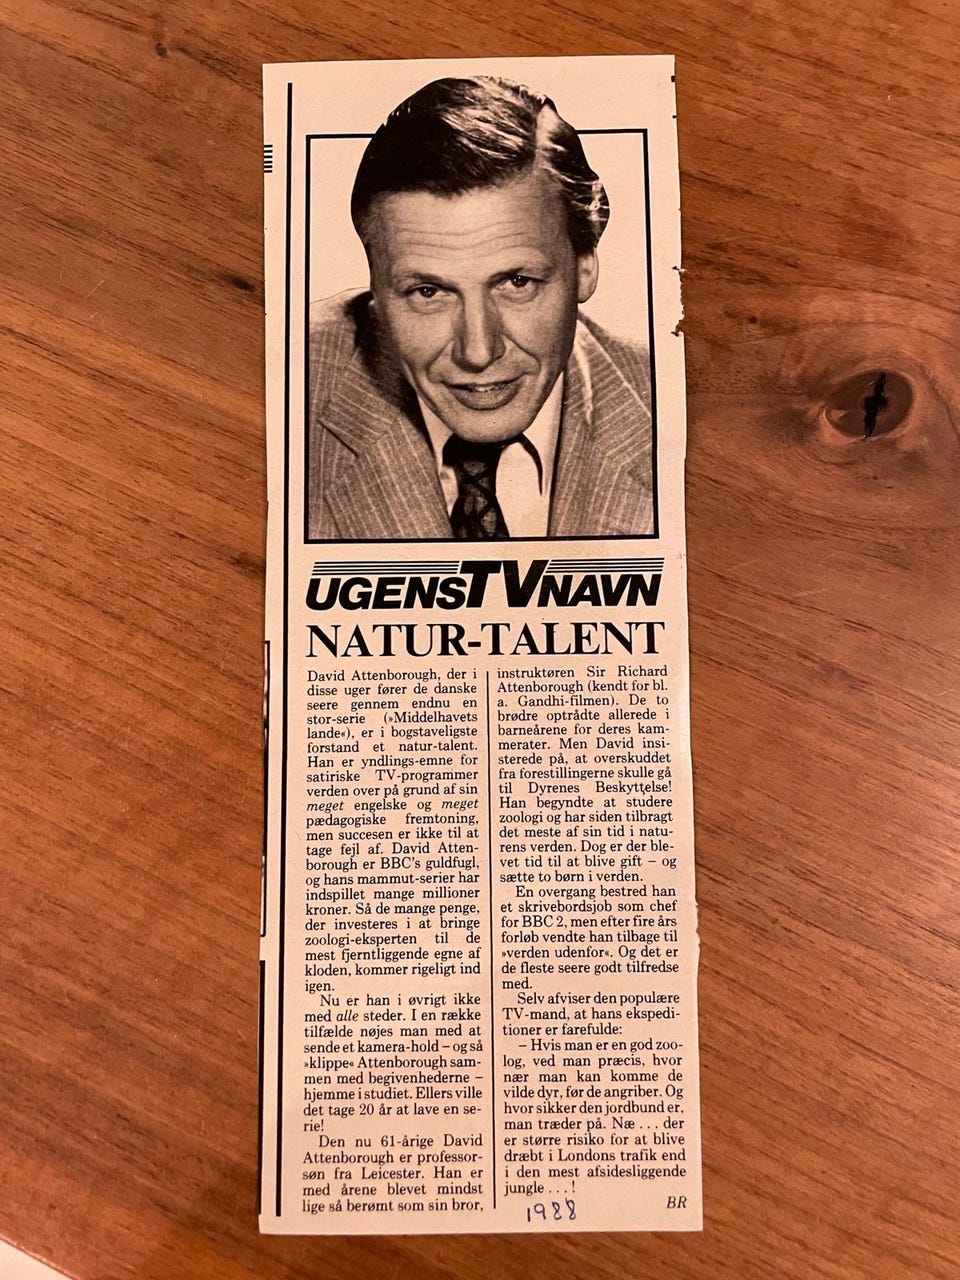 UGENS TV NAVN
NATUR-TALENT
David Attenborough, der i
disse uger fører de danske
seere gennem endnu en
stor-serie (»Middelhavets
lande«), er i bogstaveligste
forstand et natur-talent.
Han er yndlings-emne for
satiriske TV-programmer
verden over på grund af sin
meget engelske og meget
pædagogiske fremtoning,
men succesen er ikke til at
tage fejl af. David Atten-
borough er BBC's guldfugl,
og hans mammut-serier har
indspillet mange millioner
kroner. Så de mange penge,
der investeres i at bringe
zoologi-eksperten til de
mest fjerntliggende egne af
kloden, kommer rigeligt ind
igen.
Nu er han i øvrigt ikke
med alle steder. I en række
tilfælde nøjes man med at
sende et kamera-hold – og så
»klippe« Attenborough sam-
men med begivenhederne –
hjemme i studiet. Ellers ville
det tage 20 år at lave en se-
rie!
Den nu 61-årige David
Attenborough er professor-
søn fra Leicester. Han er
med årene blevet mindst
lige så berømt som sin bror,
instruktøren Sir Richard
Attenborough (kendt for bl.
a. Gandhi-filmen). De to
brødre optrådte allerede i
barneårene for deres kam-
merater. Men David insi-
sterede på, at overskuddet
fra forestillingerne skulle gå
til Dyrenes Beskyttelse!
Han begyndte at studere
zoologi og har siden tilbragt
det meste af sin tid i natu-
rens verden. Dog er der ble-
vet tid til at blive gift – og
sætte to børn i verden.
En overgang bestred han
et skrivebordsjob som chef
for BBC 2, men efter fire års
forløb vendte han tilbage til
»verden udenfor«. Og det er
de fleste seere godt tilfredse
med.
Selv afviser den populære
TV-mand, at hans ekspedi-
tioner er farefulde:
– Hvis man er en god zoo-
log, ved man præcis, hvor
nær man kan komme de
vilde dyr, før de angriber. Og
hvor sikker den jordbund er,
man træder på. Næ . . . der
er større risiko for at blive
dræbt i Londons trafik end
i den mest afsidesliggende
jungle . . . !
BR
1988